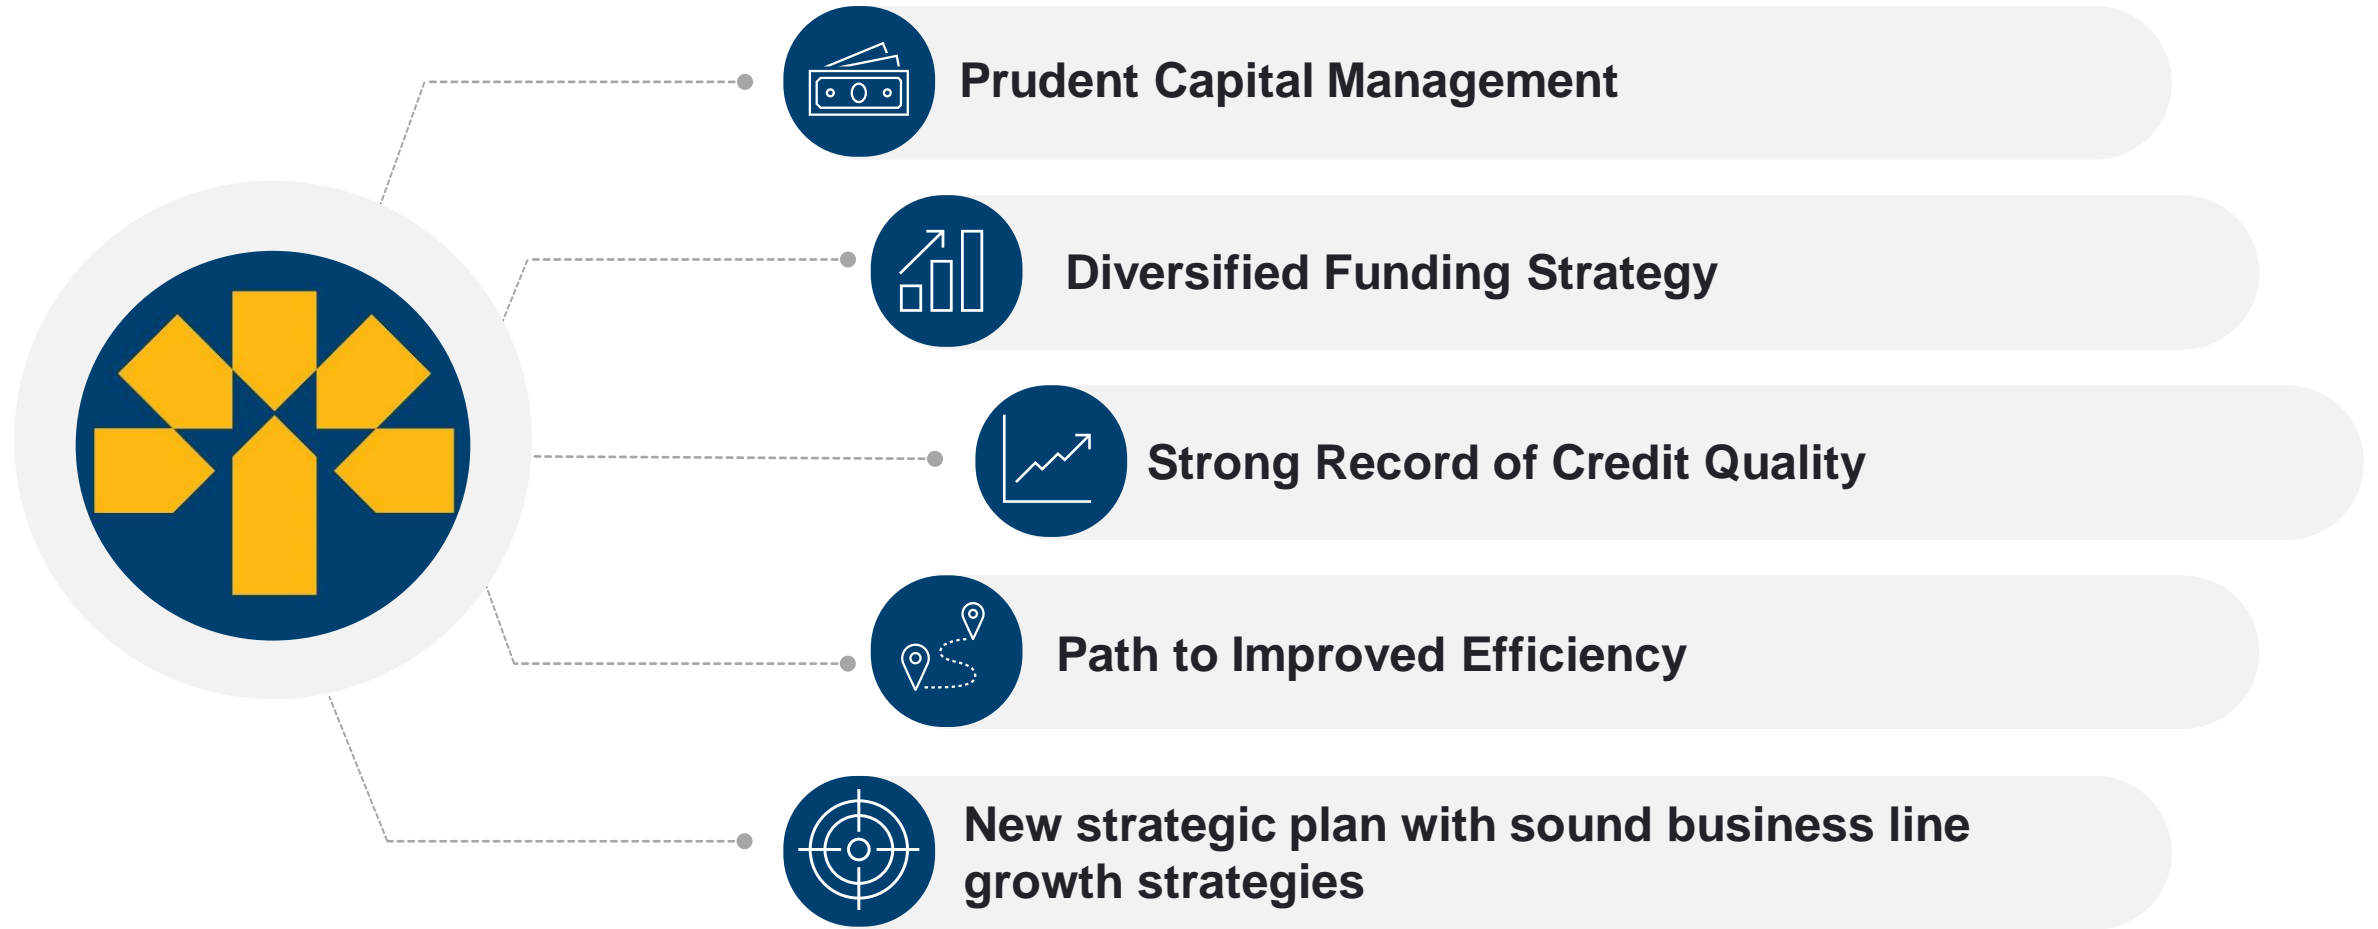 Prudent Capital Management
Diversified Funding Strategy
Strong Record of Credit Quality
Path to Improved Efficiency
New strategic plan with sound business line
growth strategies